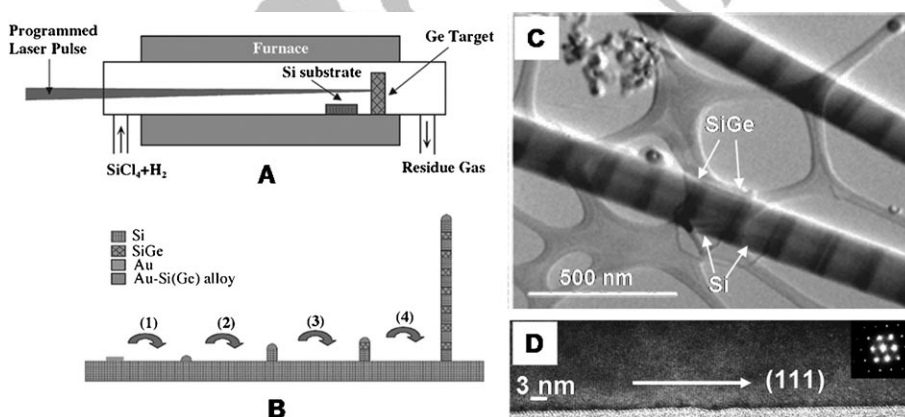 Programmed
Laser Pulse
Furnace
Ge Target
Si substrate
SiCl₄+H₂
Residue Gas
A
Si
SiGe
Au
Au-Si(Ge) alloy
(1)
(2)
(3)
(4)
B
C
SiGe
Si
500 nm
D
3 nm
(111)